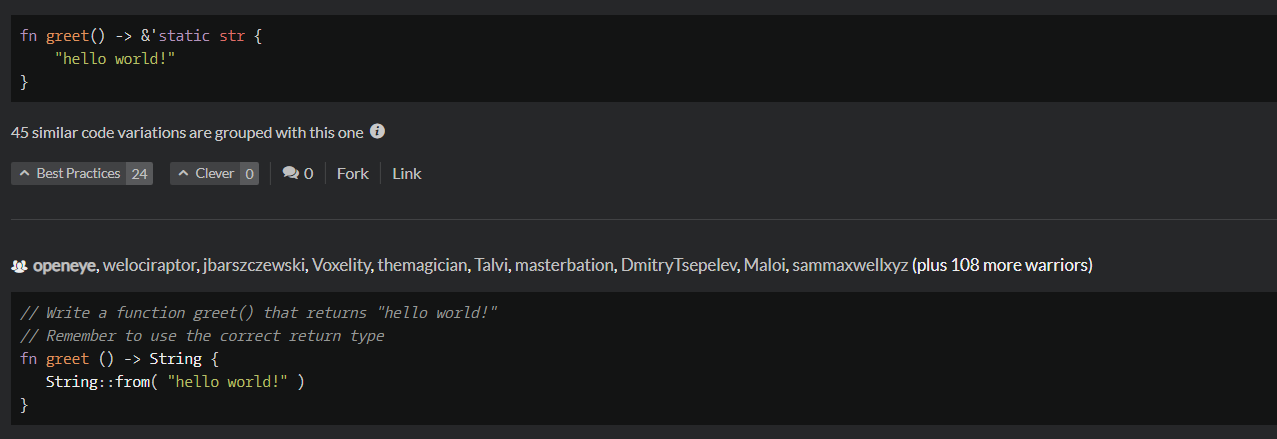 fn greet() -> &'static str {
    "hello world!"
}
45 similar code variations are grouped with this one
Best Practices 24 Clever 0 0 Fork Link
openeye, welociraptor, jbarszczewski, Voxelity, themagician, Talvi, masterbation, DmitryTsepelev, Maloi, sammaxwellxyz (plus 108 more warriors)
// Write a function greet() that returns "hello world!"
// Remember to use the correct return type
fn greet () -> String {
   String::from( "hello world!" )
}